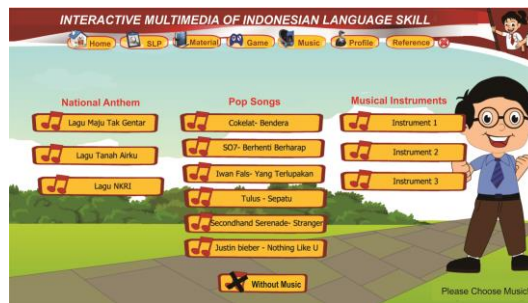 INTERACTIVE MULTIMEDIA OF INDONESIAN LANGUAGE SKILL
Home SLP Material Game Music Profile Reference
National Anthem
Lagu Maju Tak Gentar
Lagu Tanah Airku
Lagu NKRI
Pop Songs
Cokelat- Bendera
SO7- Berhenti Berharap
Iwan Fals- Yang Terlupakan
Tulus - Sepatu
Secondhand Serenade- Stranger
Justin bieber - Nothing Like U
Musical Instruments
Instrument 1
Instrument 2
Instrument 3
Without Music
Please Choose Music